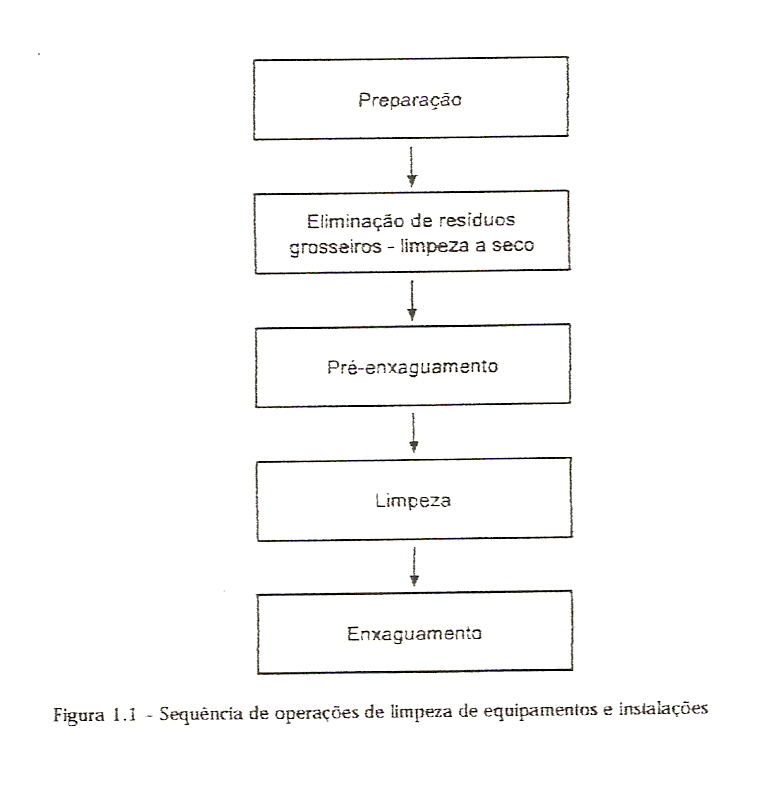 Preparação
Eliminação de resíduos
grosseiros - limpeza a seco
Pré-enxaguamento
Limpeza
Enxaguamento
Figura 1.1 - Sequência de operações de limpeza de equipamentos e instalações